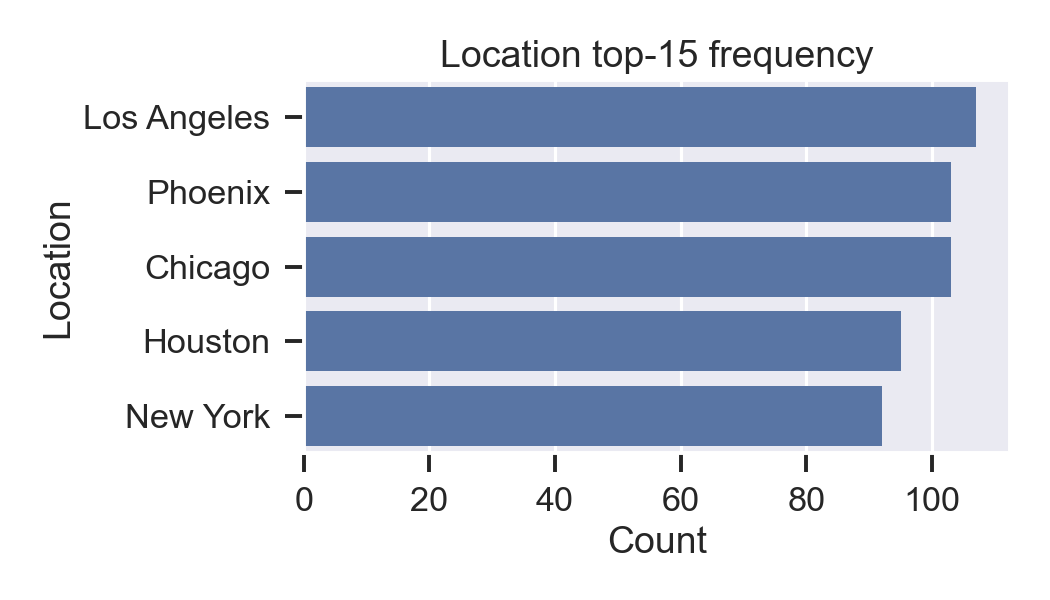 Location top-15 frequency
Location
Los Angeles
Phoenix
Chicago
Houston
New York
0 20 40 60 80 100
Count